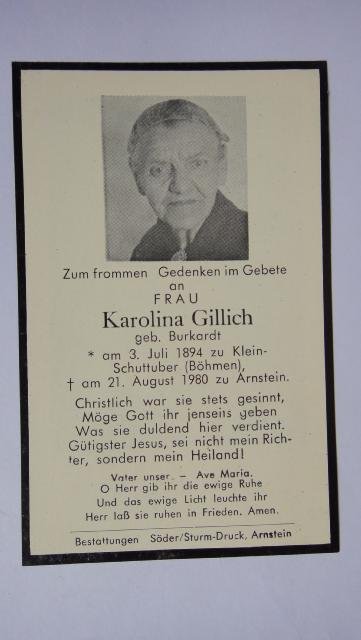 Zum frommen Gedenken im Gebete
an
FRAU
Karolina Gillich
geb. Burkardt
* am 3. Juli 1894 zu Klein-
Schuttuber (Böhmen),
† am 21. August 1980 zu Arnstein.
Christlich war sie stets gesinnt,
Möge Gott ihr jenseits geben
Was sie duldend hier verdient.
Gütigster Jesus, sei nicht mein Rich-
ter, sondern mein Heiland!
Vater unser. – Ave Maria.
O Herr gib ihr die ewige Ruhe
Und das ewige Licht leuchte ihr
Herr laß sie ruhen in Frieden. Amen.
Bestattungen Söder/Sturm-Druck, Arnstein